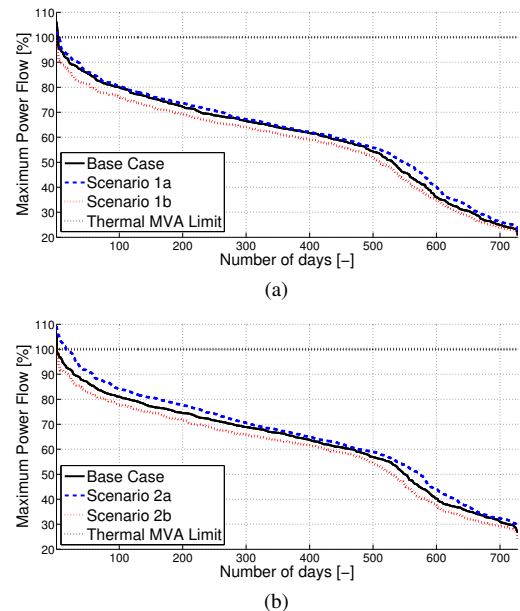 110
100
90
80
70
60
50
40
30
20
Maximum Power Flow [%]
Base Case
Scenario 1a
Scenario 1b
Thermal MVA Limit
100 200 300 400 500 600 700
Number of days [-]
(a)
110
100
90
80
70
60
50
40
30
20
Maximum Power Flow [%]
Base Case
Scenario 2a
Scenario 2b
Thermal MVA Limit
100 200 300 400 500 600 700
Number of days [-]
(b)